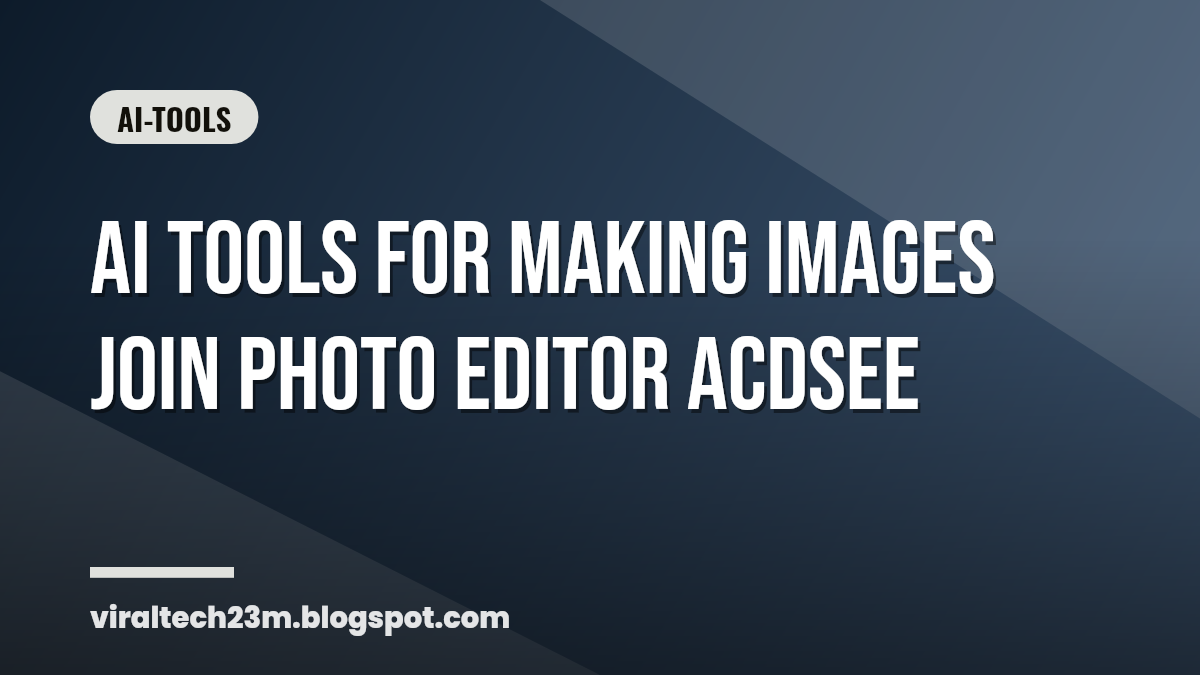 AI-TOOLS
AI TOOLS FOR MAKING IMAGES
JOIN PHOTO EDITOR ACDSEE
viraltech23m.blogspot.com